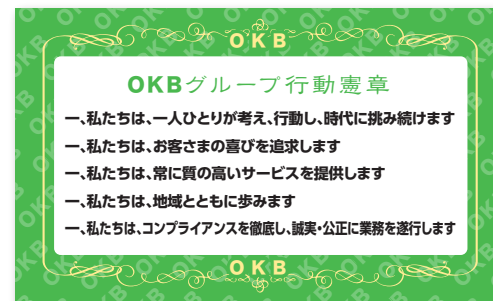 OKB
OKBグループ行動憲章
一、私たちは、一人ひとりが考え、行動し、時代に挑み続けます
一、私たちは、お客さまの喜びを追求します
一、私たちは、常に質の高いサービスを提供します
一、私たちは、地域とともに歩みます
一、私たちは、コンプライアンスを徹底し、誠実・公正に業務を遂行します
OKB